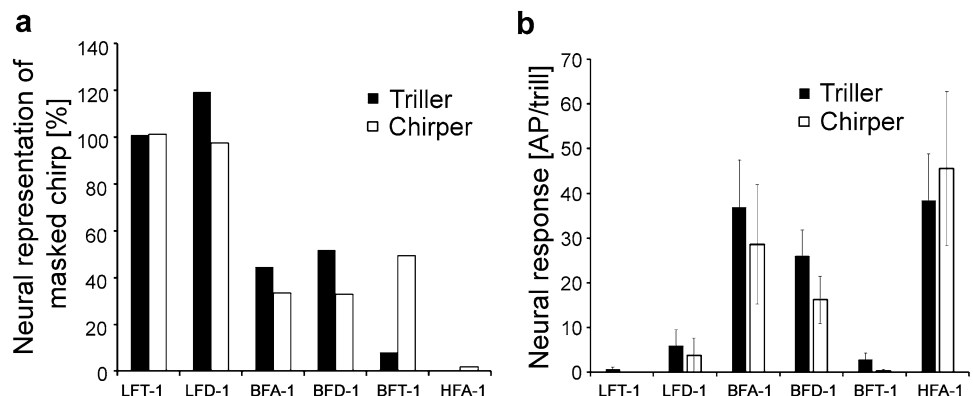 a
Neural representation of
masked chirp [%]
140
120
100
80
60
40
20
0
Triller
Chirper
LFT-1 LFD-1 BFA-1 BFD-1 BFT-1 HFA-1
b
Neural response [AP/trill]
70
60
50
40
30
20
10
0
Triller
Chirper
LFT-1 LFD-1 BFA-1 BFD-1 BFT-1 HFA-1